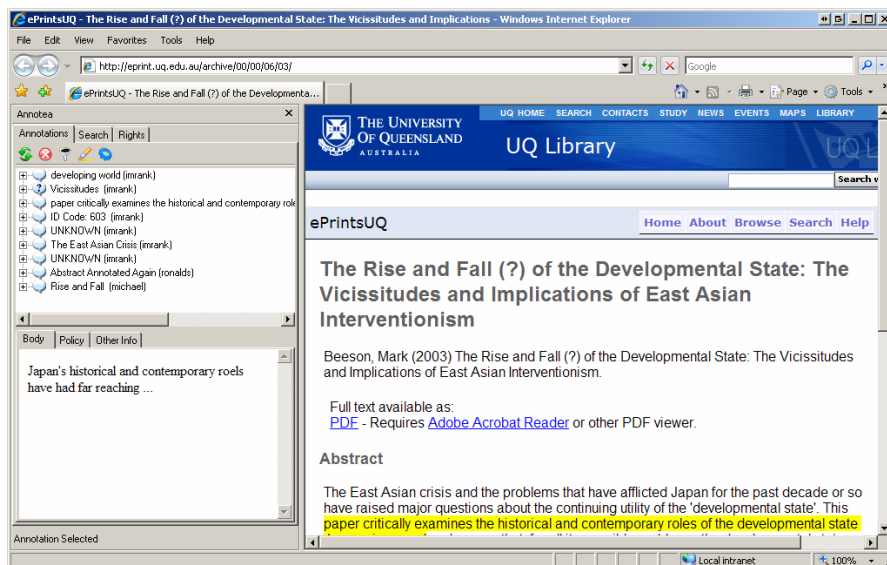 ePrintsUQ - The Rise and Fall (?) of the Developmental State: The Vicissitudes and Implications - Windows Internet Explorer
File Edit View Favorites Tools Help
http://eprint.uq.edu.au/archive/00/00/06/03/
Google
ePrintsUQ - The Rise and Fall (?) of the Developmenta...
Page Tools
Annotea
Annotations Search Rights
developing world (imrank)
Vicissitudes (imrank)
paper critically examines the historical and contemporary role
ID Code: 603 (imrank)
UNKNOWN (imrank)
The East Asian Crisis (imrank)
UNKNOWN (imrank)
Abstract Annotated Again (ronalds)
Rise and Fall (michael)
Body Policy Other Info
Japan's historical and contemporary roels
have had far reaching ...
Annotation Selected
THE UNIVERSITY
OF QUEENSLAND
AUSTRALIA
UQ HOME SEARCH CONTACTS STUDY NEWS EVENTS MAPS LIBRARY
UQ Library
UQ L
Search
ePrintsUQ
Home About Browse Search Help
The Rise and Fall (?) of the Developmental State: The
Vicissitudes and Implications of East Asian
Interventionism
Beeson, Mark (2003) The Rise and Fall (?) of the Developmental State: The Vicissitudes
and Implications of East Asian Interventionism.
Full text available as:
PDF - Requires Adobe Acrobat Reader or other PDF viewer.
Abstract
The East Asian crisis and the problems that have afflicted Japan for the past decade or so
have raised major questions about the continuing utility of the 'developmental state'. This
paper critically examines the historical and contemporary roles of the developmental state
Local intranet
100%